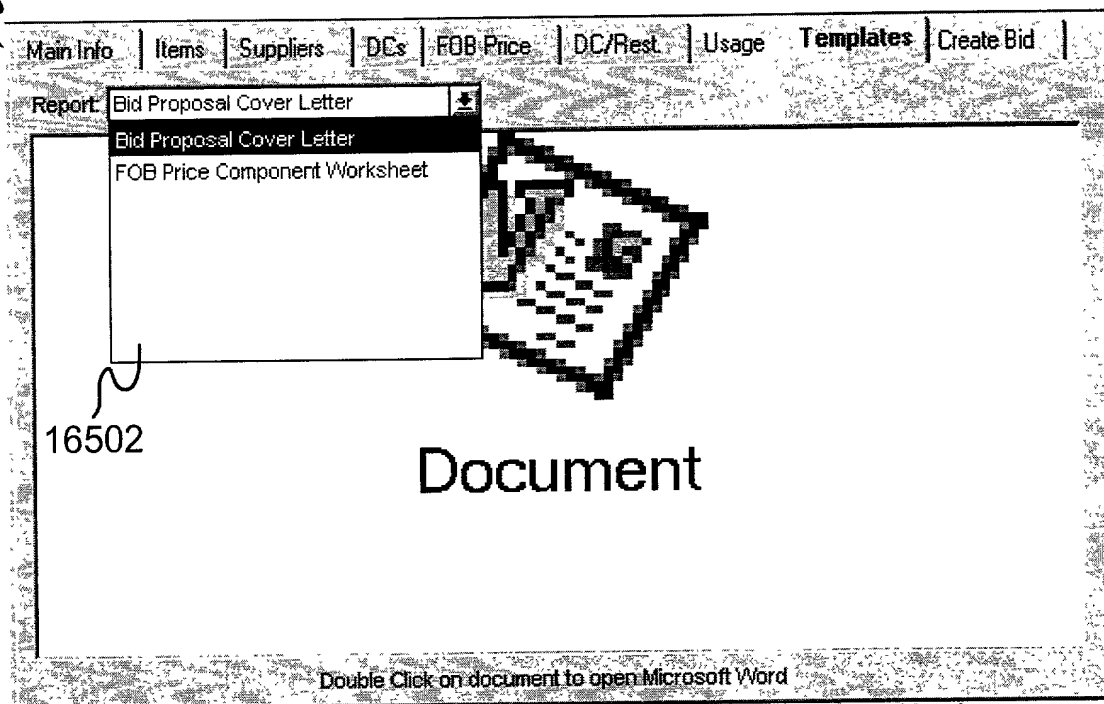 Main Info Items Suppliers DCs FOB Price DC/Rest. Usage Templates Create Bid
Report: Bid Proposal Cover Letter
Bid Proposal Cover Letter
FOB Price Component Worksheet
16502
Document
Double Click on document to open Microsoft Word